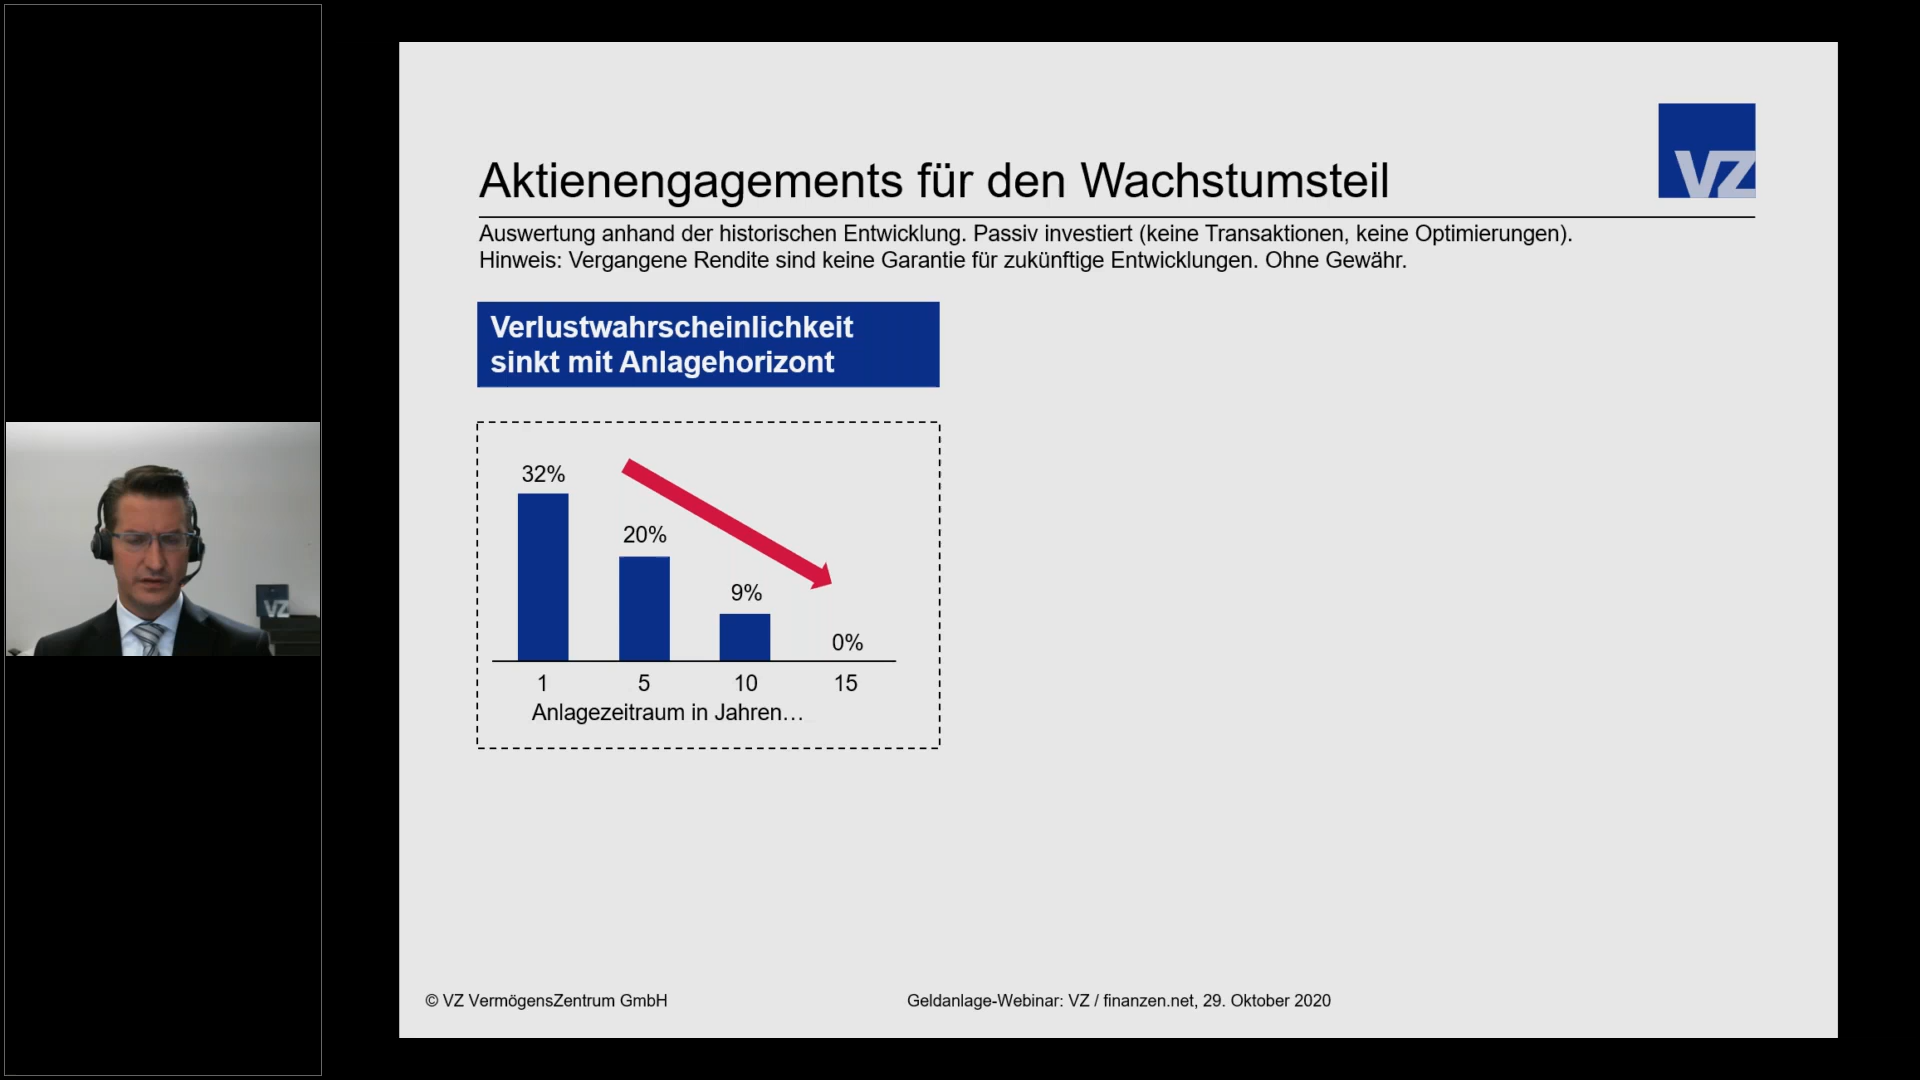 VZ
Aktienengagements für den Wachstumsteil
Auswertung anhand der historischen Entwicklung. Passiv investiert (keine Transaktionen, keine Optimierungen).
Hinweis: Vergangene Rendite sind keine Garantie für zukünftige Entwicklungen. Ohne Gewähr.
Verlustwahrscheinlichkeit
sinkt mit Anlagehorizont
32%
20%
9%
0%
1 5 10 15
Anlagezeitraum in Jahren…
VZ
© VZ VermögensZentrum GmbH
Geldanlage-Webinar: VZ / finanzen.net, 29. Oktober 2020